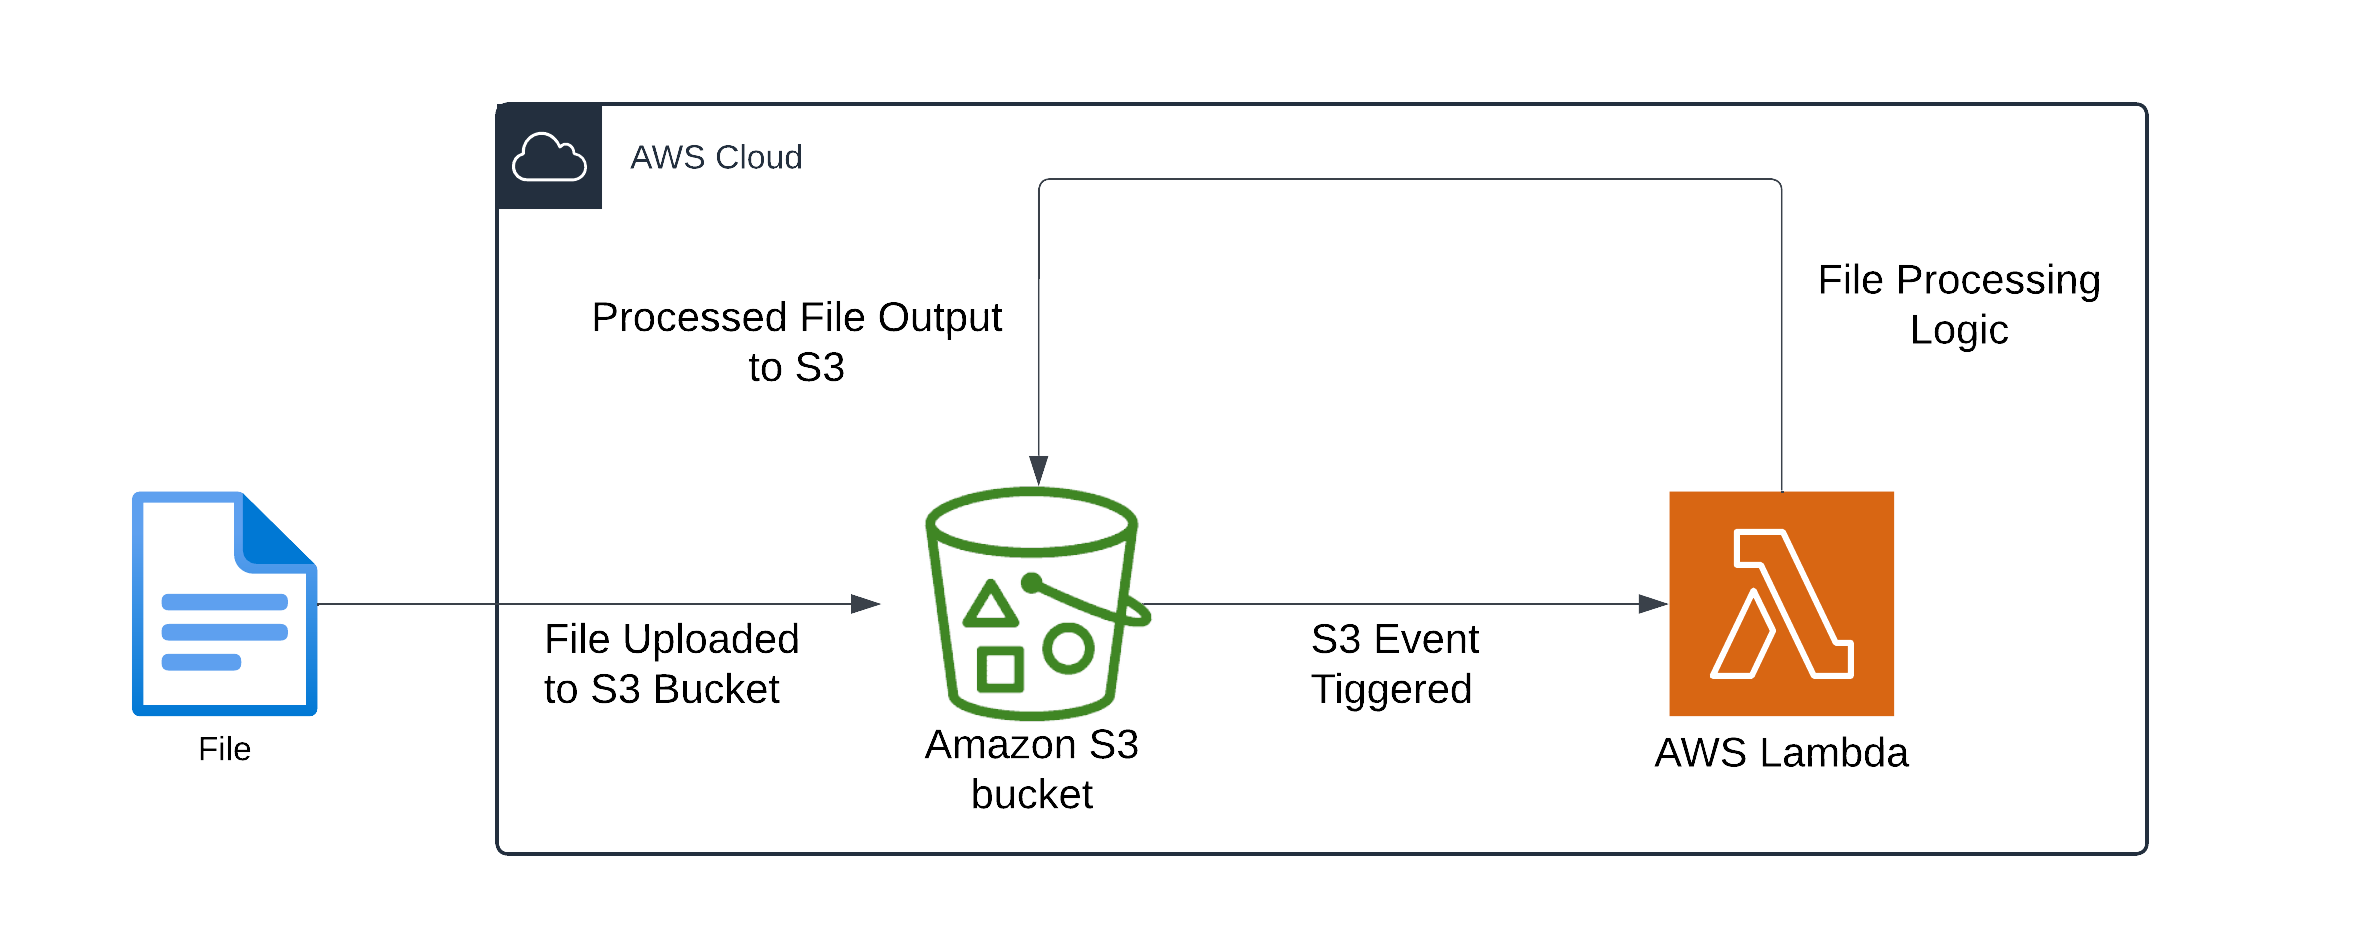 AWS Cloud
File Processing
Logic
Processed File Output
to S3
File Uploaded
to S3 Bucket
S3 Event
Tiggered
File
Amazon S3
bucket
AWS Lambda